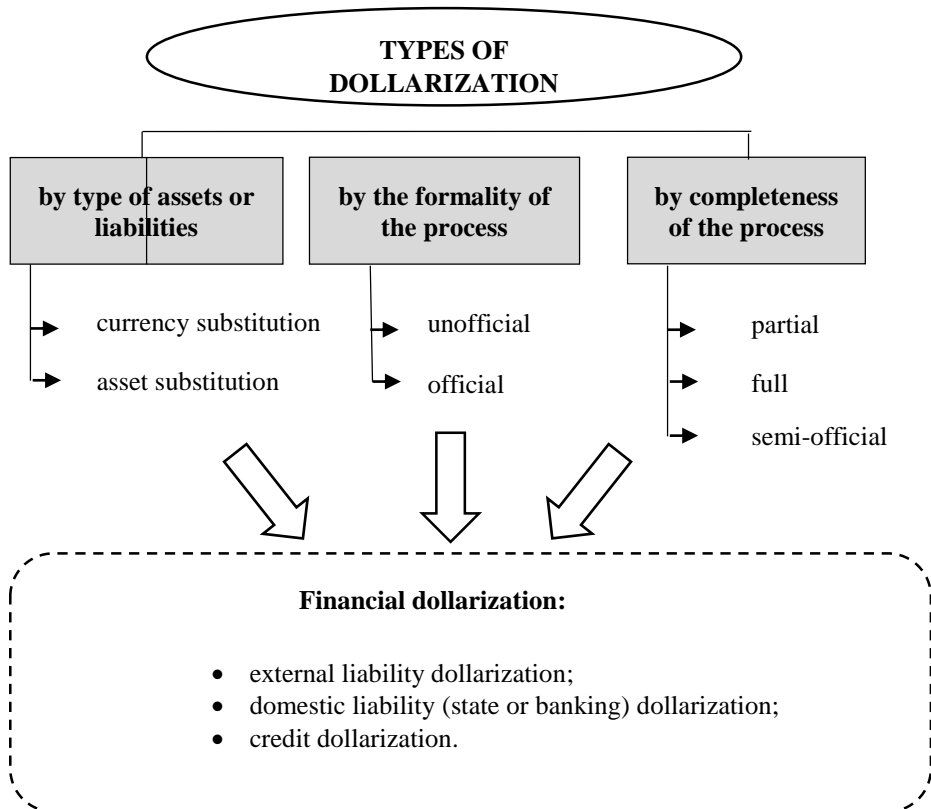 TYPES OF
DOLLARIZATION
by type of assets or
liabilities
currency substitution
asset substitution
by the formality of
the process
unofficial
official
by completeness
of the process
partial
full
semi-official
Financial dollarization:
• external liability dollarization;
• domestic liability (state or banking) dollarization;
• credit dollarization.